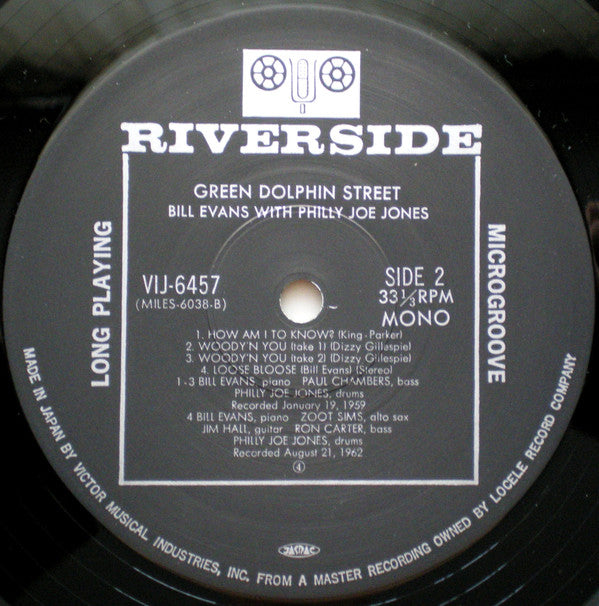 RIVERSIDE
GREEN DOLPHIN STREET
BILL EVANS WITH PHILLY JOE JONES
LONG PLAYING
MICROGROOVE
VIJ-6457
(MILES-6038-B)
SIDE 2
33 1/3 RPM
MONO
1. HOW AM I TO KNOW? (King-Parker)
2. WOODY'N YOU (take 1) (Dizzy Gillespie)
3. WOODY'N YOU (take 2) (Dizzy Gillespie)
4. LOOSE BLOOSE (Bill Evans) (Stereo)
1-3 BILL EVANS, piano PAUL CHAMBERS, bass
PHILLY JOE JONES, drums
Recorded January 19, 1959
4 BILL EVANS, piano ZOOT SIMS, alto sax
JIM HALL, guitar RON CARTER, bass
PHILLY JOE JONES, drums
Recorded August 21, 1962
④
JASRAC
MADE IN JAPAN BY VICTOR MUSICAL INDUSTRIES, INC. FROM A MASTER RECORDING OWNED BY LOCELE RECORD COMPANY